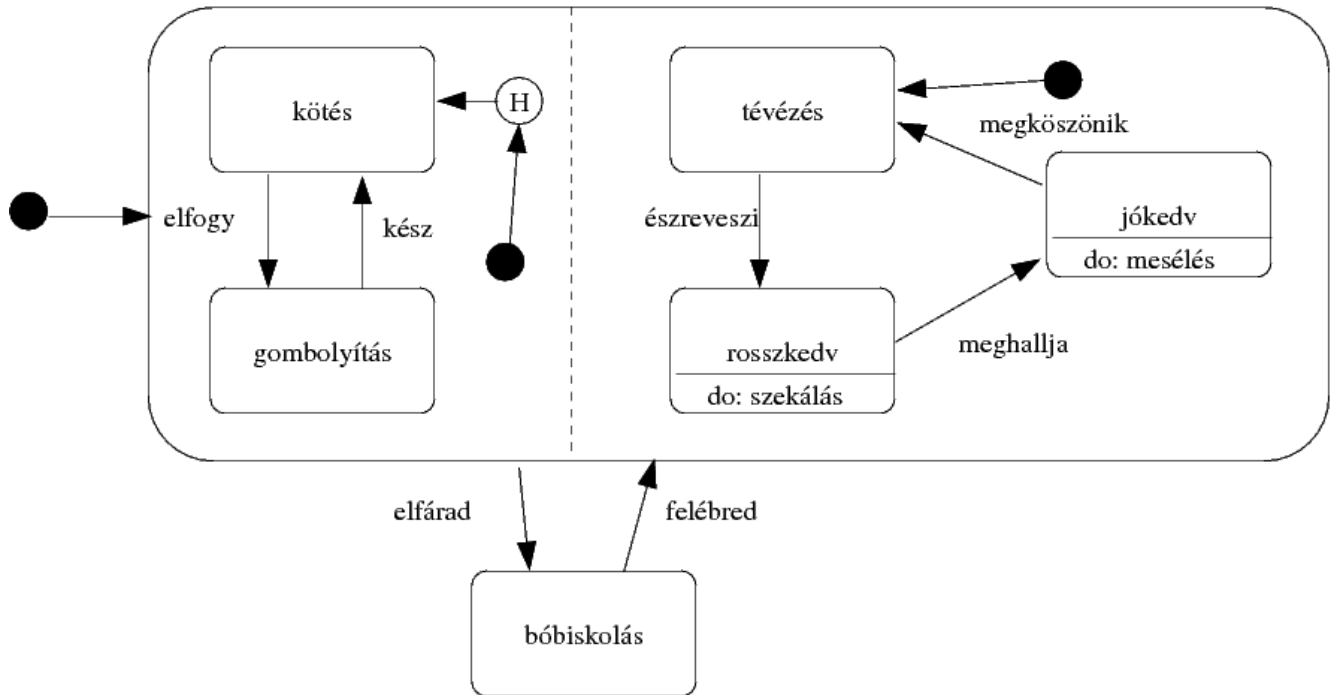 kötés
H
tévézés
megköszönik
elfogy
kész
észreveszi
jókedv
do: mesélés
gombolyítás
rosszkedv
do: szekálás
meghallja
elfárad
felébred
bóbiskolás